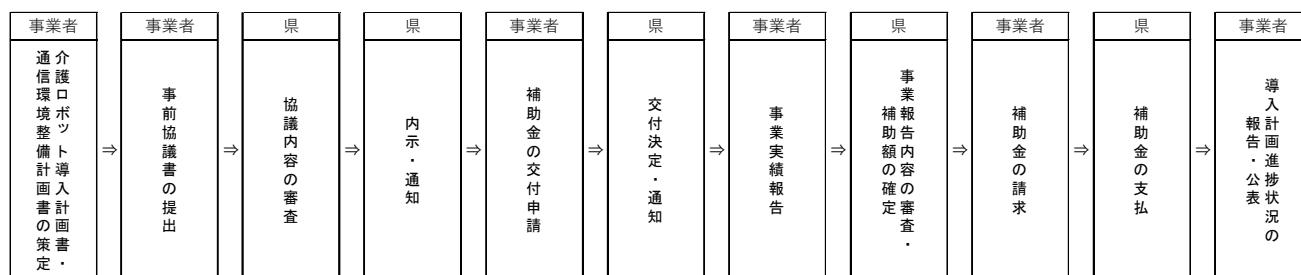 事業者
介護ロボット導入計画書・
通信環境整備計画書の策定
⇒
事業者
事前協議書の提出
⇒
県
協議内容の審査
⇒
県
内示・通知
⇒
事業者
補助金の交付申請
⇒
県
交付決定・通知
⇒
事業者
事業実績報告
⇒
県
事業報告内容の審査・
補助額の確定
⇒
事業者
補助金の請求
⇒
県
補助金の支払
⇒
事業者
導入計画進捗状況の
報告・公表